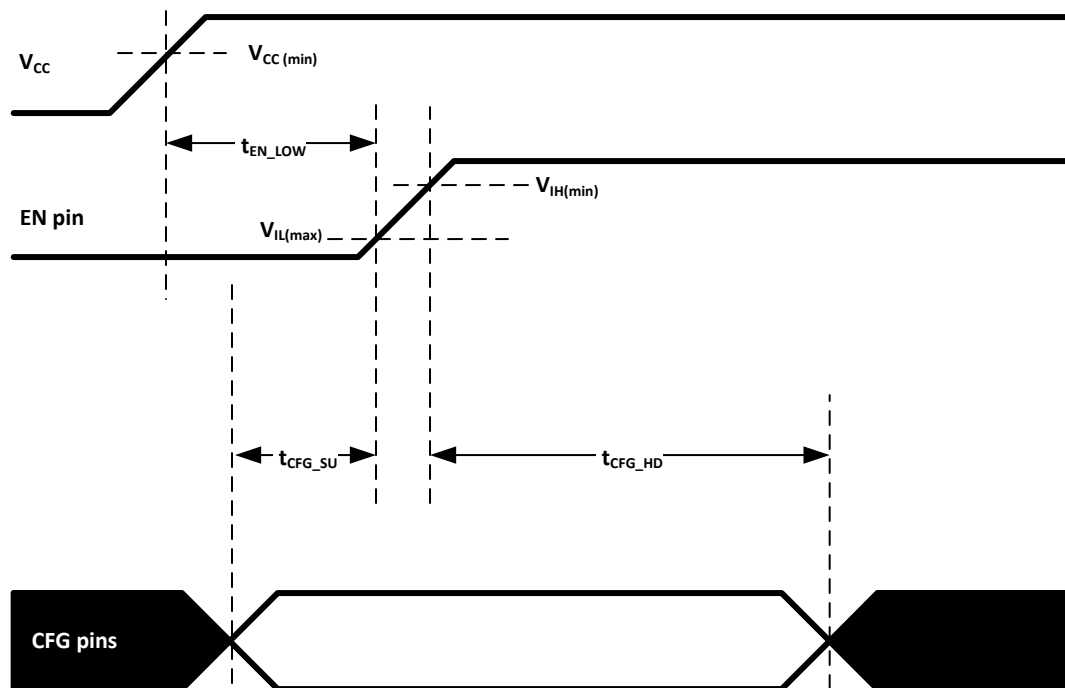 VCC
VCC (min)
tEN_LOW
VIH(min)
EN pin
VIL(max)
tCFG_SU
tCFG_HD
CFG pins